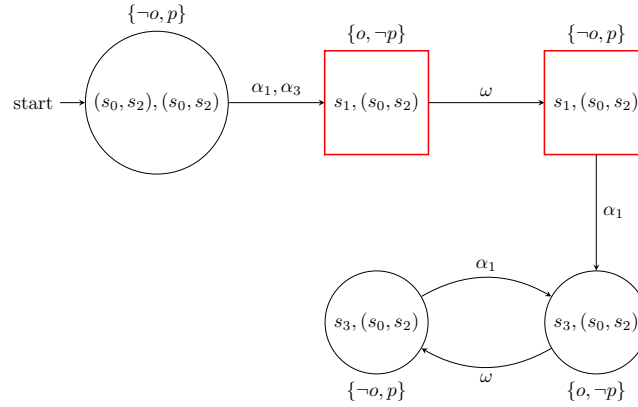 {¬o, p}
{o, ¬p}
{¬o, p}
start
(s₀, s₂), (s₀, s₂)
α₁, α₃
s₁, (s₀, s₂)
ω
s₁, (s₀, s₂)
α₁
α₁
s₃, (s₀, s₂)
s₃, (s₀, s₂)
ω
{¬o, p}
{o, ¬p}